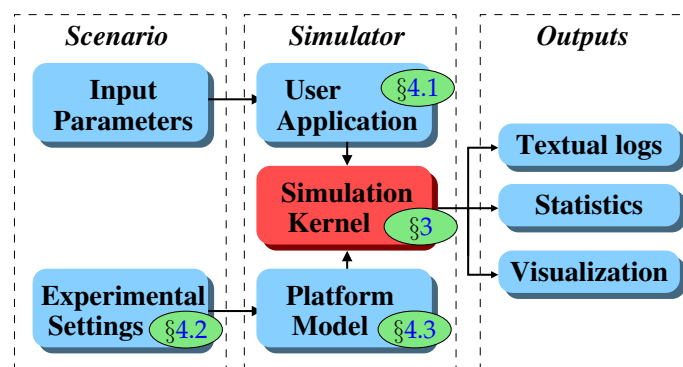 Scenario
Input
Parameters
Experimental
Settings
§4.2
Simulator
User
Application
§4.1
Simulation
Kernel
§3
Platform
Model
§4.3
Outputs
Textual logs
Statistics
Visualization